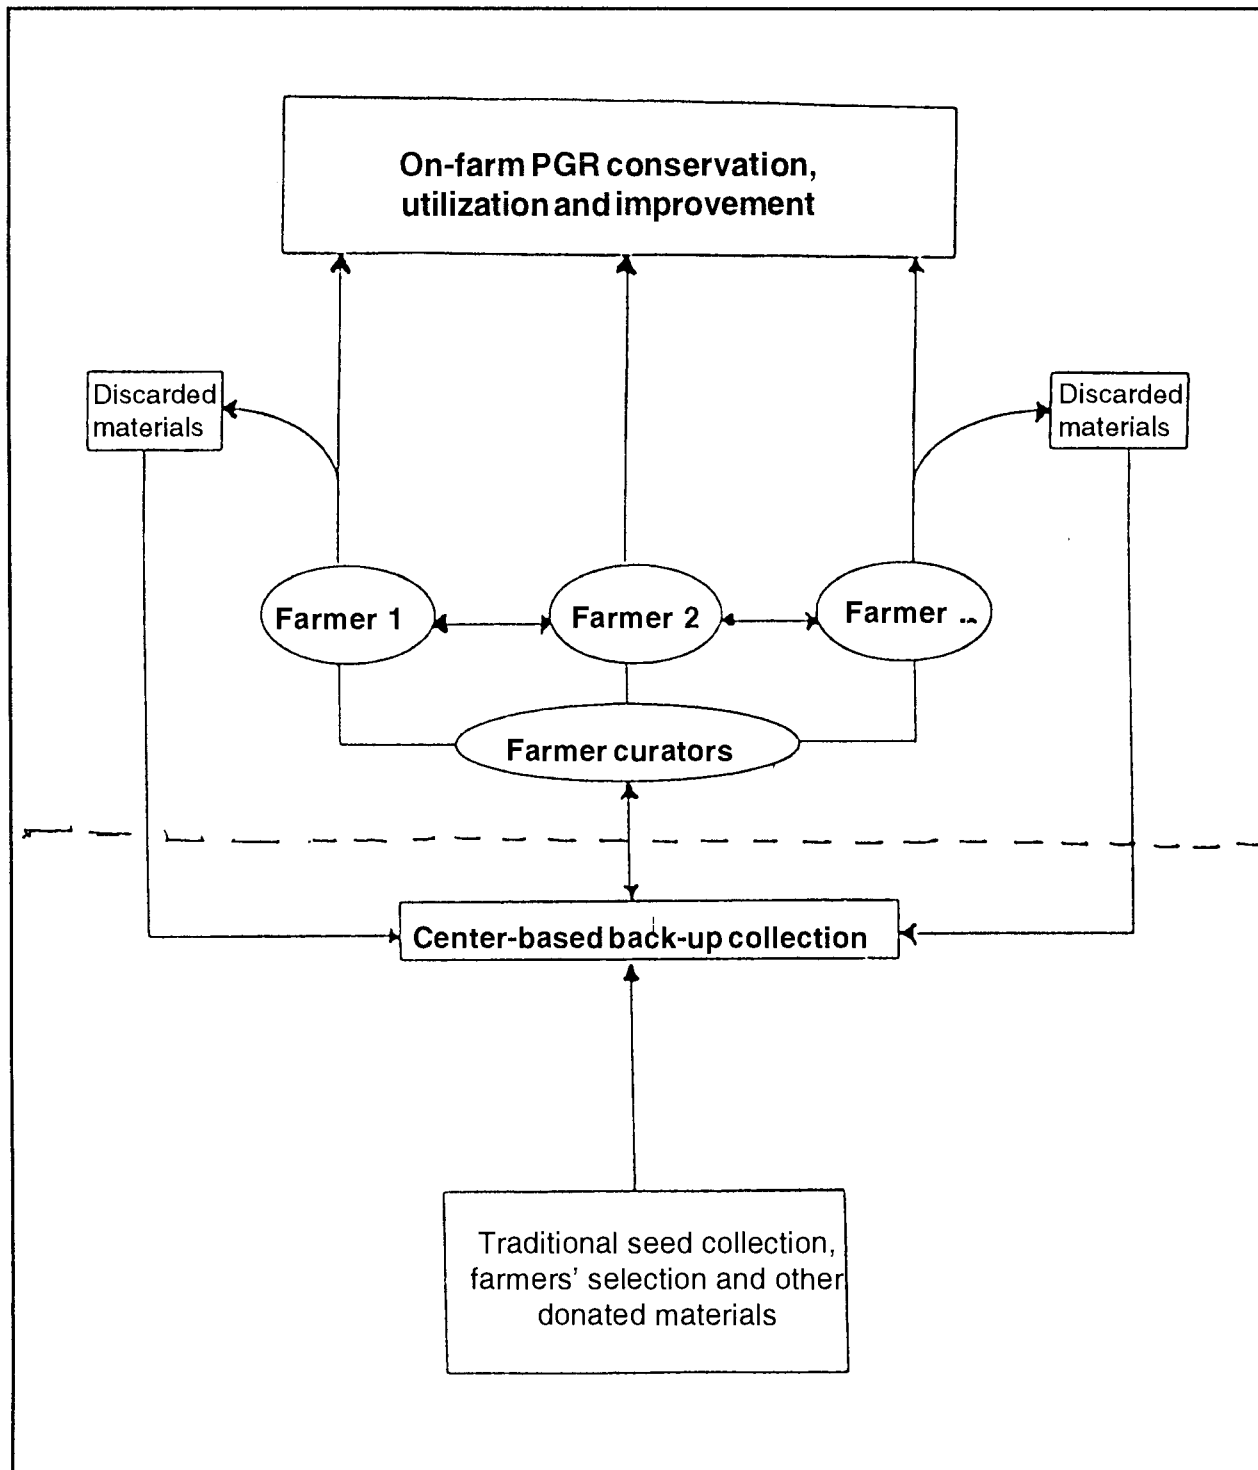 On-farm PGR conservation,
utilization and improvement
Discarded
materials
Discarded
materials
Farmer 1
Farmer 2
Farmer ..
Farmer curators
Center-based back-up collection
Traditional seed collection,
farmers' selection and other
donated materials